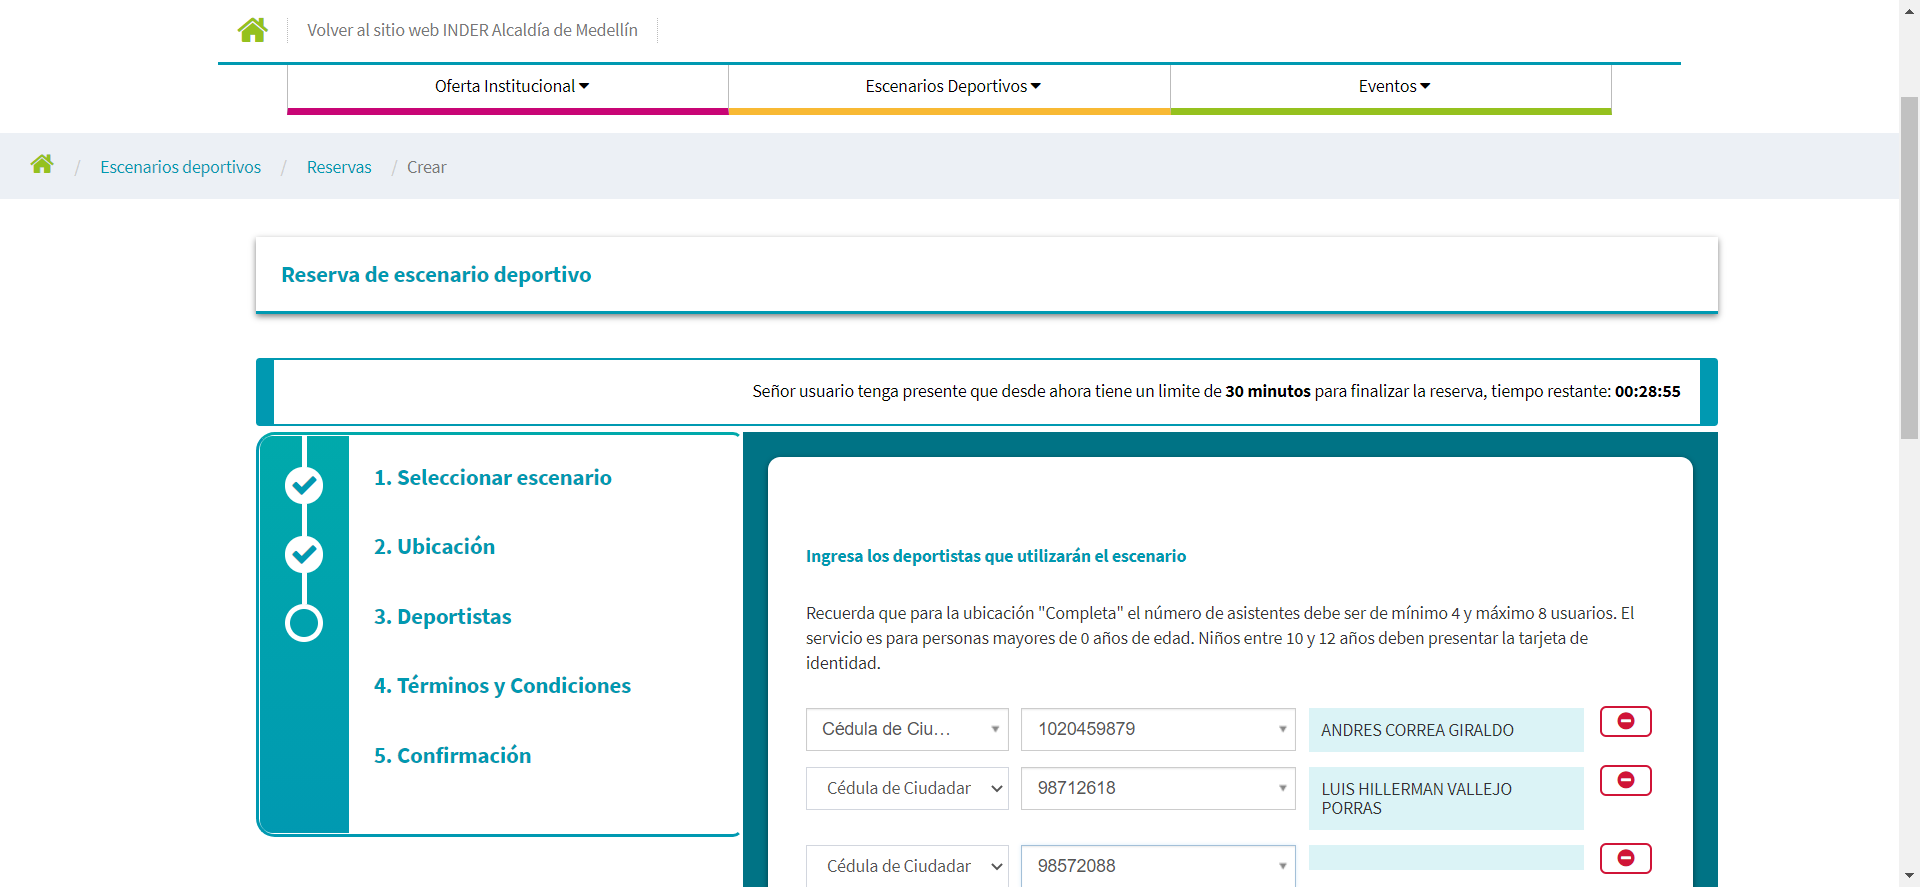 Volver al sitio web INDER Alcaldía de Medellín
Oferta Institucional
Escenarios Deportivos
Eventos
/ Escenarios deportivos / Reservas / Crear
Reserva de escenario deportivo
Señor usuario tenga presente que desde ahora tiene un limite de 30 minutos para finalizar la reserva, tiempo restante: 00:28:55
1. Seleccionar escenario
2. Ubicación
3. Deportistas
4. Términos y Condiciones
5. Confirmación
Ingresa los deportistas que utilizarán el escenario
Recuerda que para la ubicación "Completa" el número de asistentes debe ser de mínimo 4 y máximo 8 usuarios. El
servicio es para personas mayores de 0 años de edad. Niños entre 10 y 12 años deben presentar la tarjeta de
identidad.
Cédula de Ciu... 1020459879 ANDRES CORREA GIRALDO
Cédula de Ciudadar 98712618 LUIS HILLERMAN VALLEJO
PORRAS
Cédula de Ciudadar 98572088